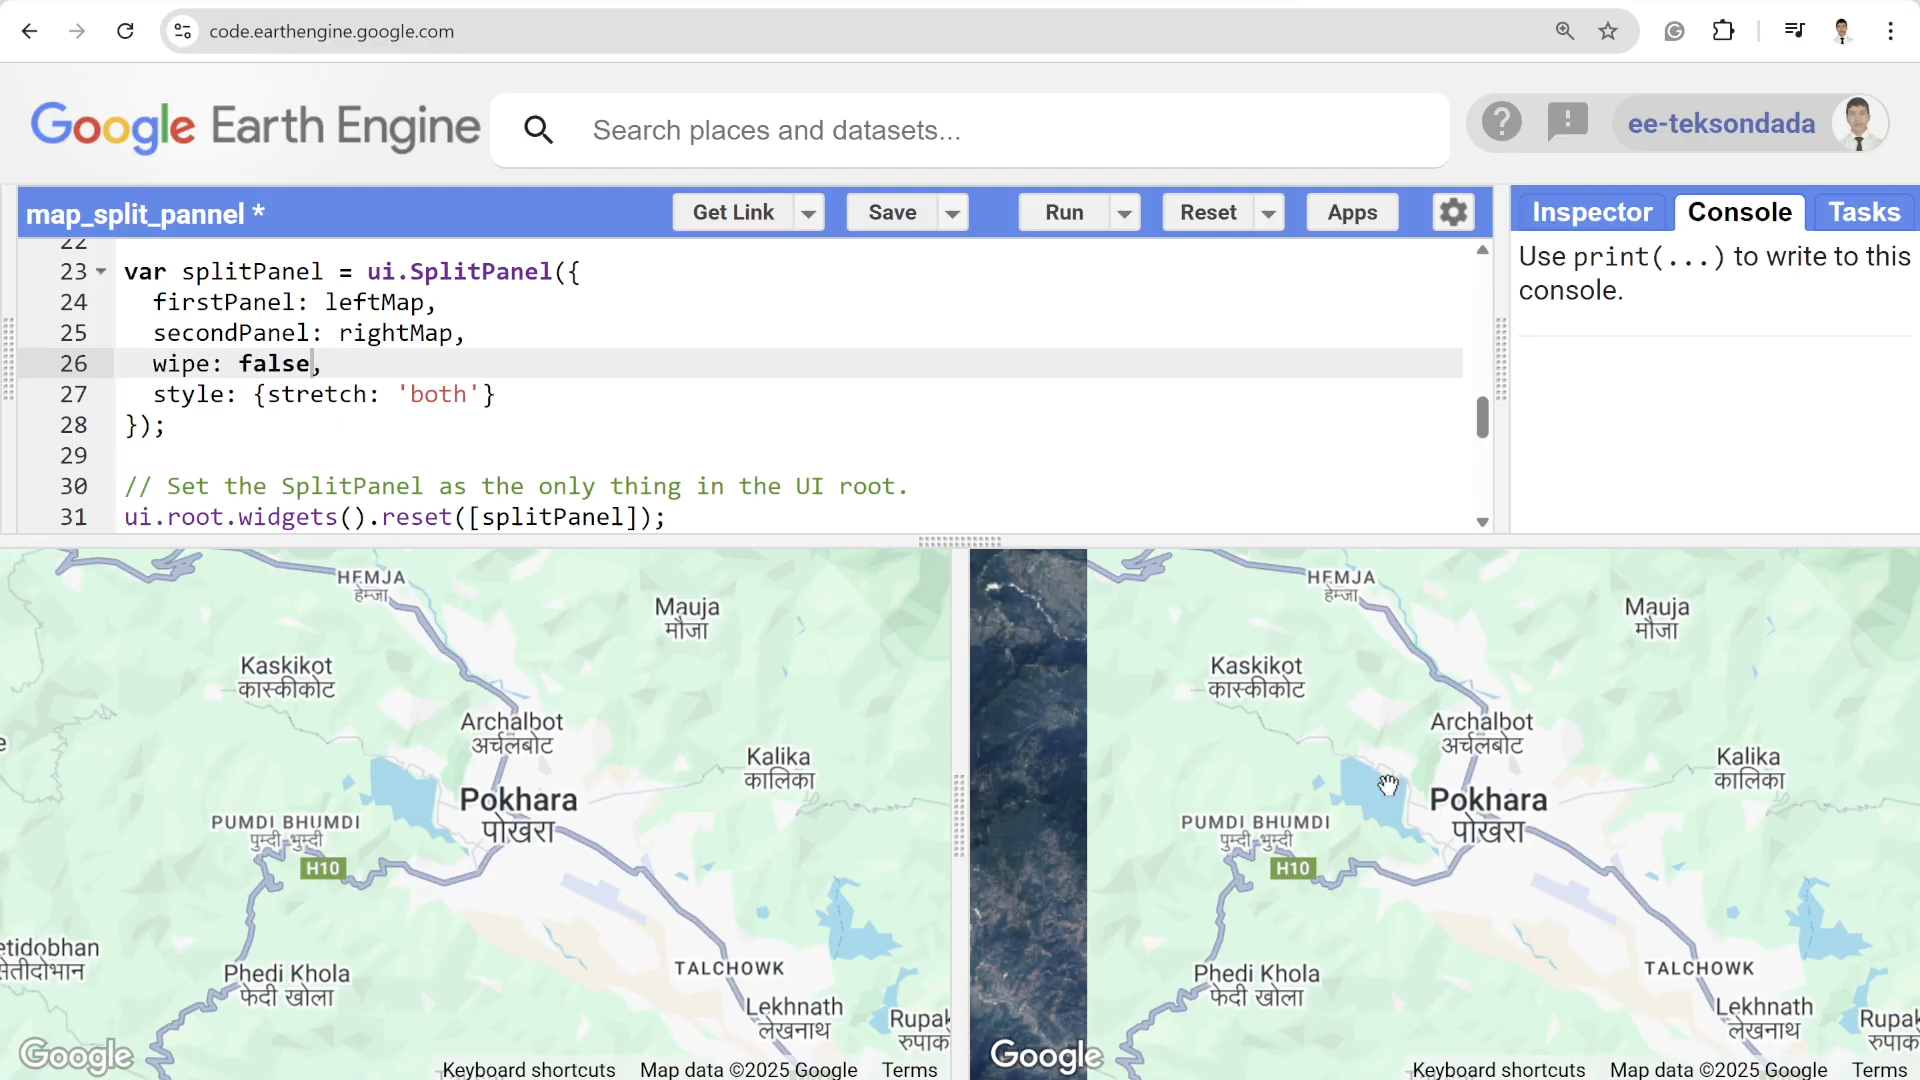 code.earthengine.google.com
Google Earth Engine
Search places and datasets...
ee-teksondada
map_split_pannel *
Get Link
Save
Run
Reset
Apps
Inspector
Console
Tasks
22
23 var splitPanel = ui.SplitPanel({
24 firstPanel: leftMap,
25 secondPanel: rightMap,
26 wipe: false,
27 style: {stretch: 'both'}
28 });
29
30 // Set the SplitPanel as the only thing in the UI root.
31 ui.root.widgets().reset([splitPanel]);
Use print(...) to write to this
console.
HEMJA
हेम्जा
Mauja
मौजा
Kaskikot
कास्कीकोट
Archalbot
अर्चलबोट
Kalika
कालिका
Pokhara
पोखरा
PUMDI BHUMDI
पुम्दी भुम्दी
H10
etidobhan
सेतीदोभान
Phedi Khola
फेदी खोला
TALCHOWK
Lekhnath
लेखनाथ
Rupak
रुपाक
Google
Keyboard shortcuts
Map data ©2025 Google
Terms
HEMJA
हेम्जा
Mauja
मौजा
Kaskikot
कास्कीकोट
Archalbot
अर्चलबोट
Kalika
कालिका
Pokhara
पोखरा
PUMDI BHUMDI
पुम्दी भुम्दी
H10
Phedi Khola
फेदी खोला
TALCHOWK
Lekhnath
लेखनाथ
Rupak
रुपाक
Google
Keyboard shortcuts
Map data ©2025 Google
Terms